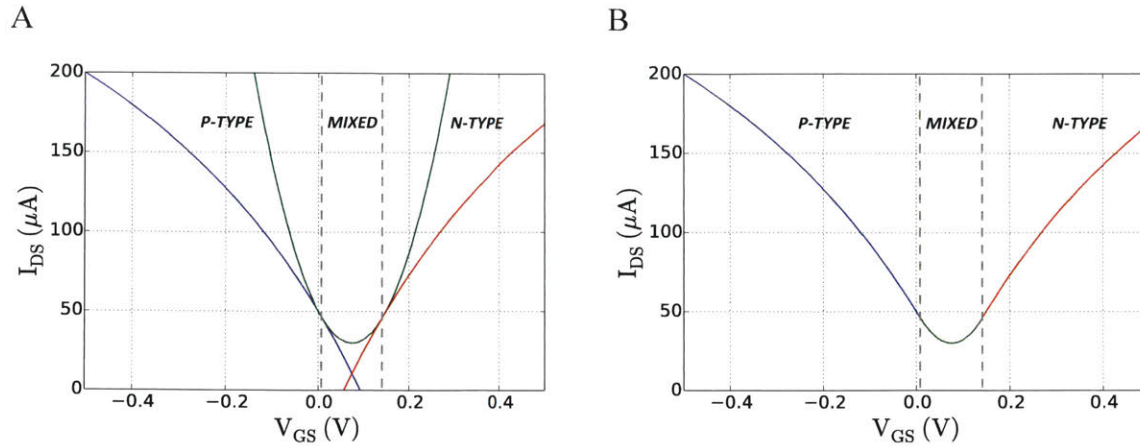 A
200
150
100
50
0
I_DS (μA)
P-TYPE
MIXED
N-TYPE
−0.4
−0.2
0.0
0.2
0.4
V_GS (V)
B
200
150
100
50
0
I_DS (μA)
P-TYPE
MIXED
N-TYPE
−0.4
−0.2
0.0
0.2
0.4
V_GS (V)